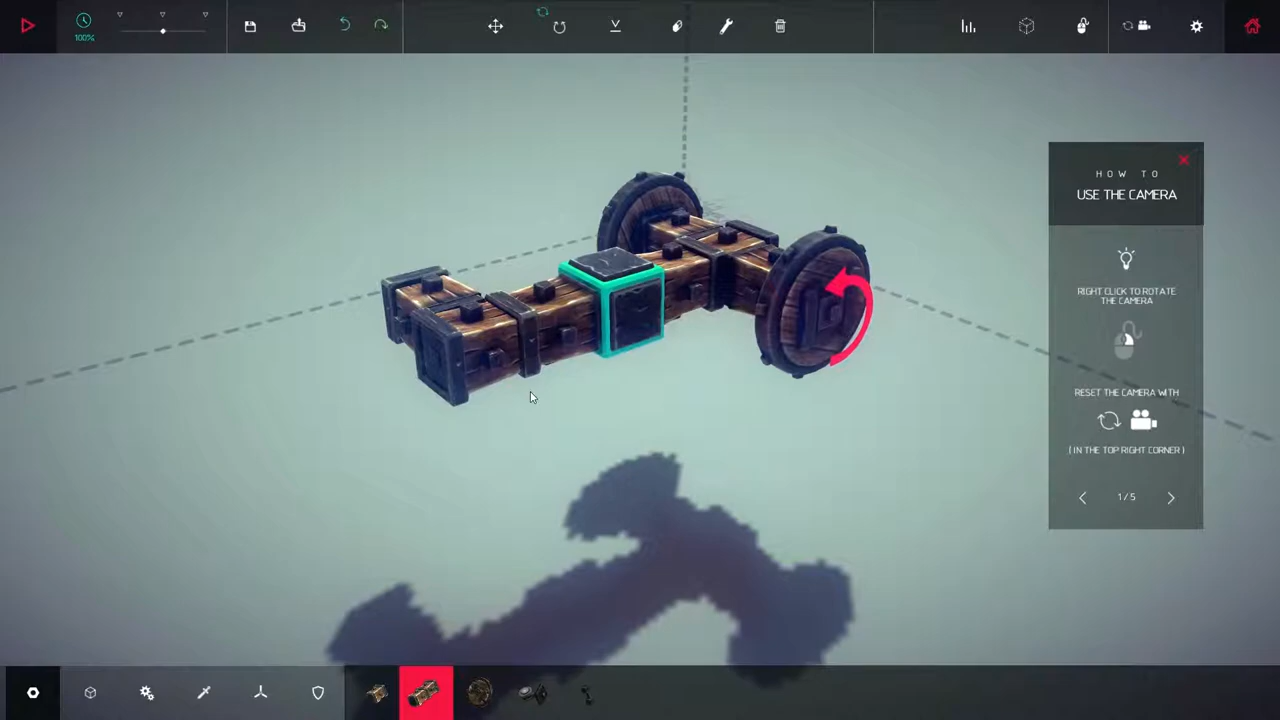 100%
HOW TO
USE THE CAMERA
RIGHT CLICK TO ROTATE
THE CAMERA
RESET THE CAMERA WITH
( IN THE TOP RIGHT CORNER )
1/5